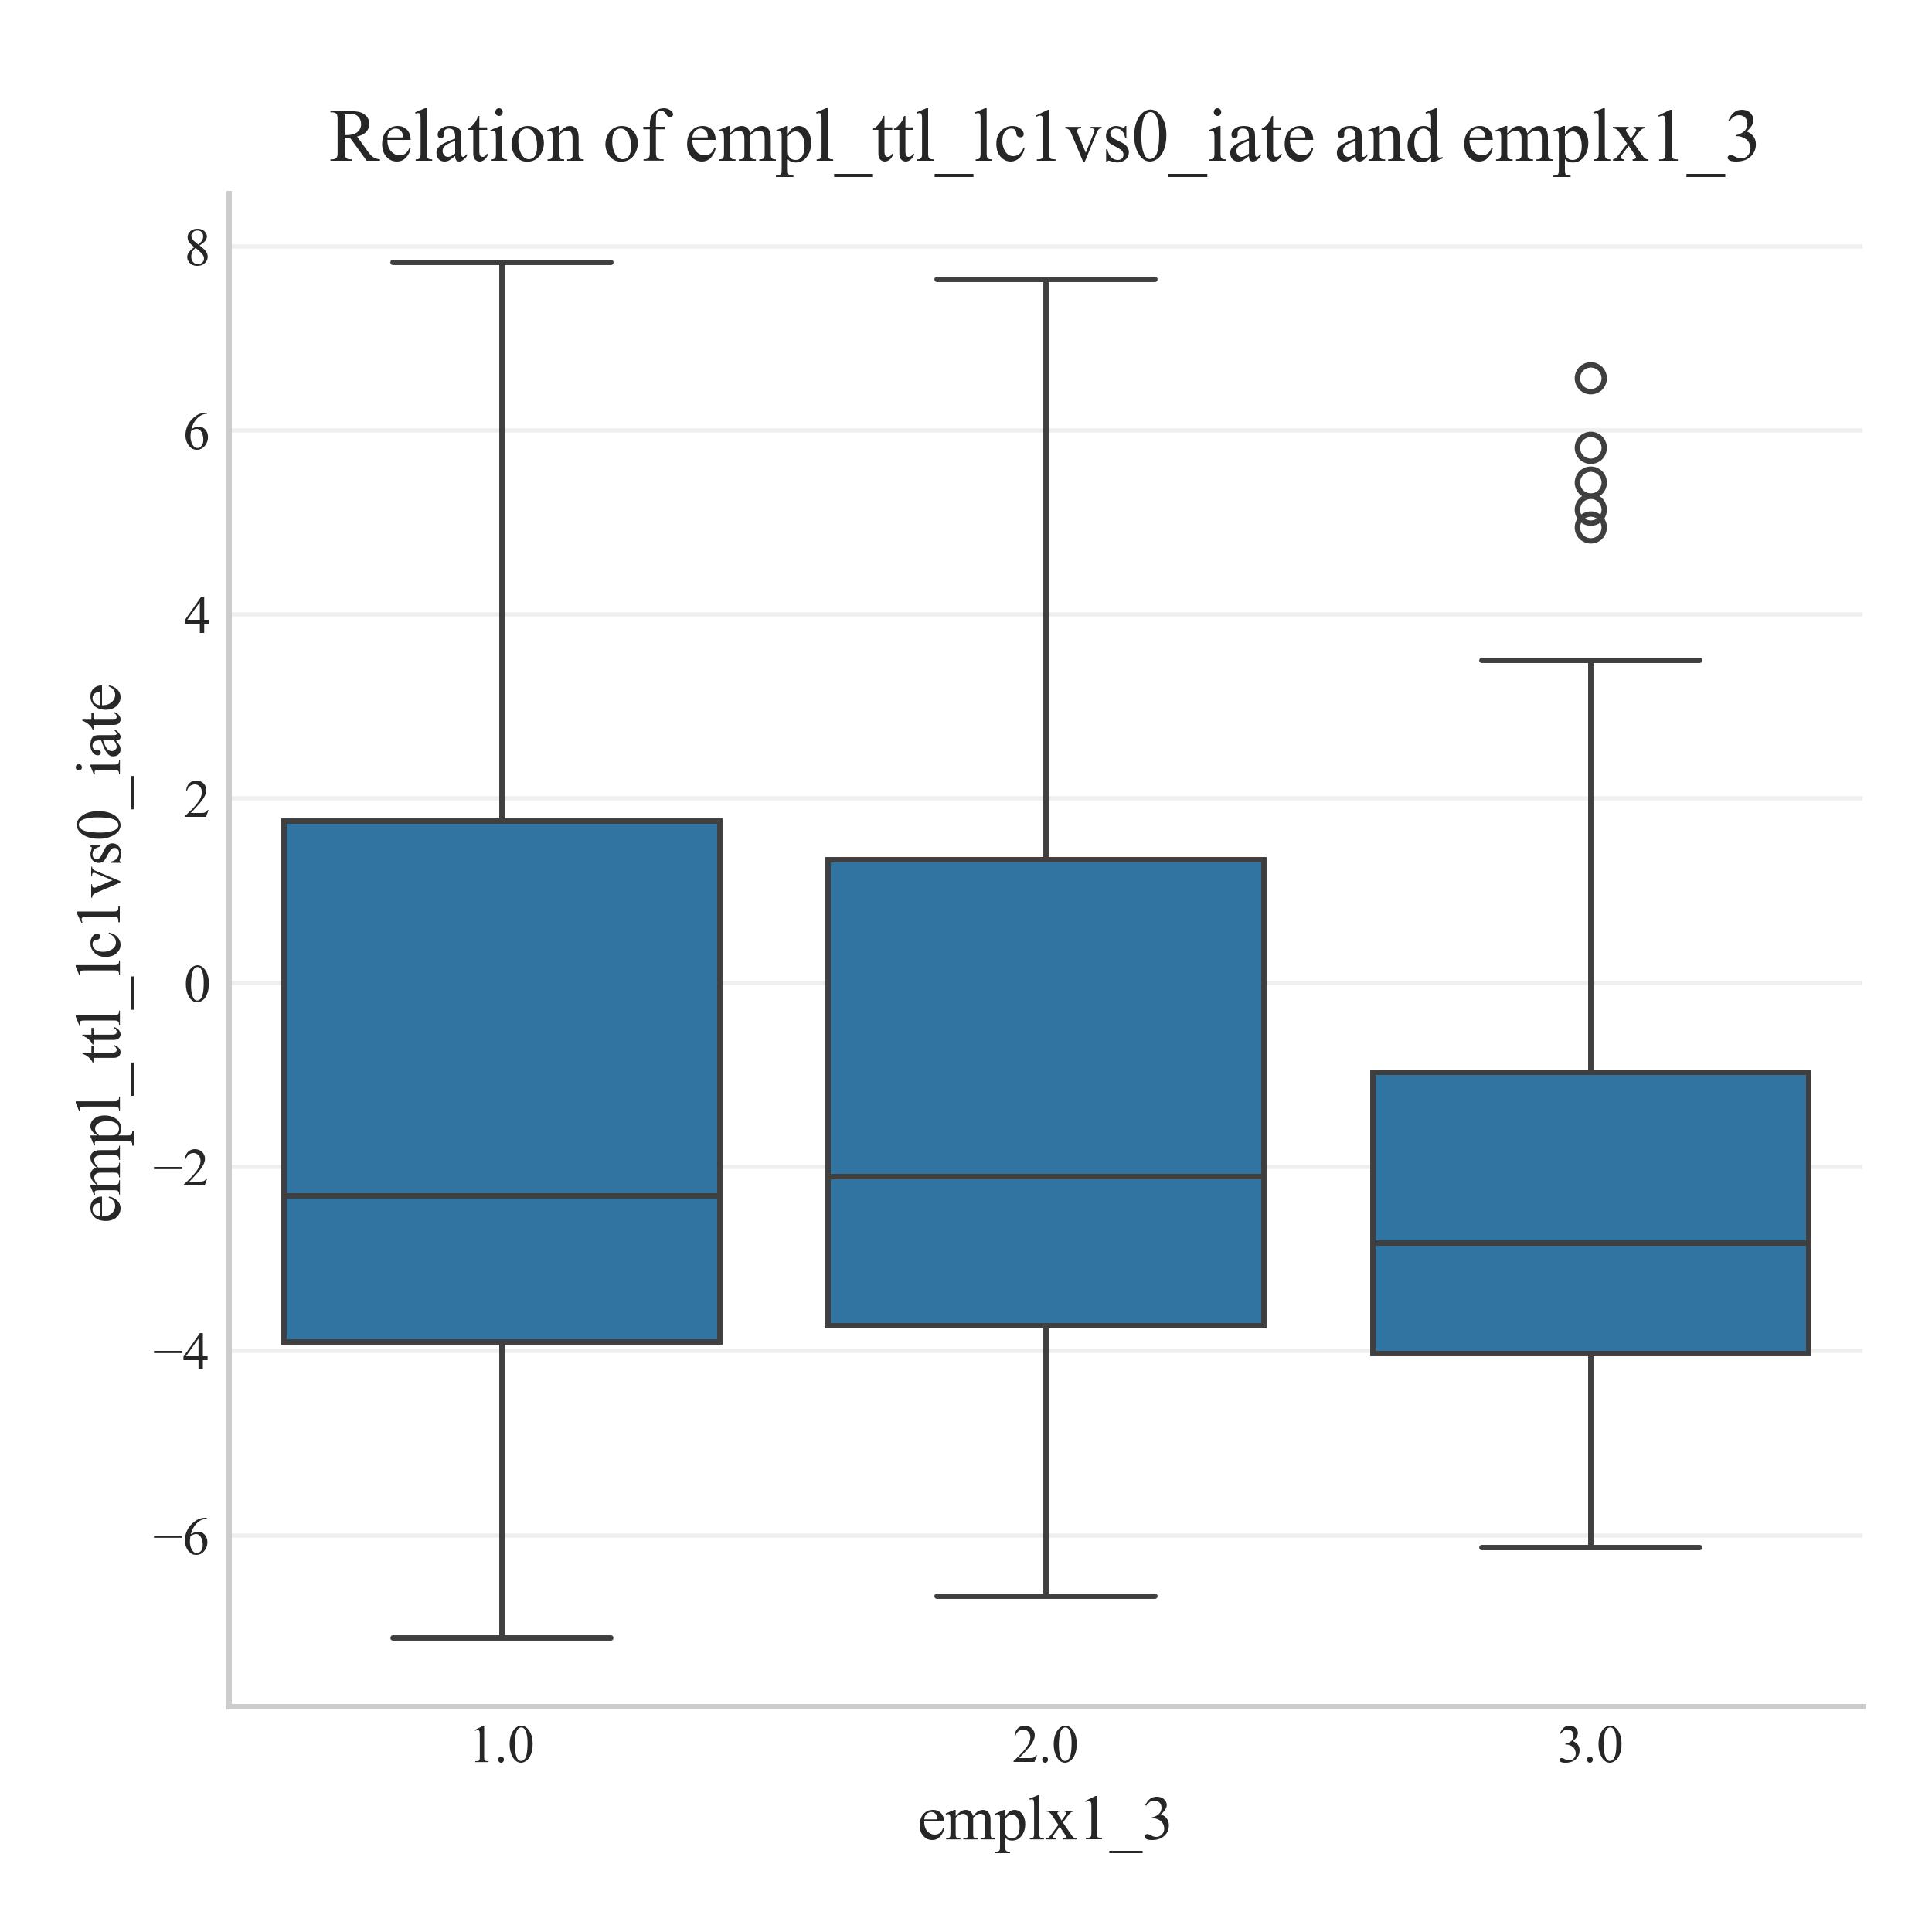 Relation of empl_ttl_lc1vs0_iate and emplx1_3
empl_ttl_lc1vs0_iate
8
6
4
2
0
−2
−4
−6
1.0 2.0 3.0
emplx1_3